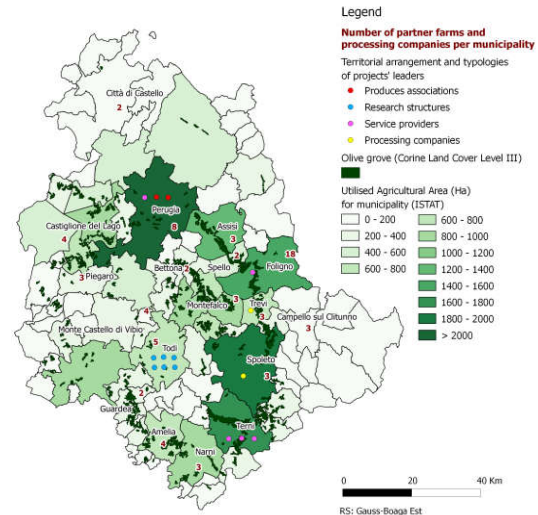 Legend
Number of partner farms and
processing companies per municipality
Territorial arrangement and typologies
of projects' leaders
Produces associations
Research structures
Service providers
Processing companies
Olive grove (Corine Land Cover Level III)
Utilised Agricultural Area (Ha)
for municipality (ISTAT)
0 - 200
200 - 400
400 - 600
600 - 800
600 - 800
800 - 1000
1000 - 1200
1200 - 1400
1400 - 1600
1600 - 1800
1800 - 2000
> 2000
Città di Castello
2
Perugia
8
Castiglione del Lago
4
Assisi
3
2
18
Foligno
Piegaro
3
Bettona
2
Spello
Montefalco
3
Trevi
3
Campello sul Clitunno
3
4
Monte Castello di Vibio
5
Todi
Spoleto
3
2
Guardea
Terni
Amelia
4
Narni
3
0 20 40 Km
RS: Gauss-Boaga Est